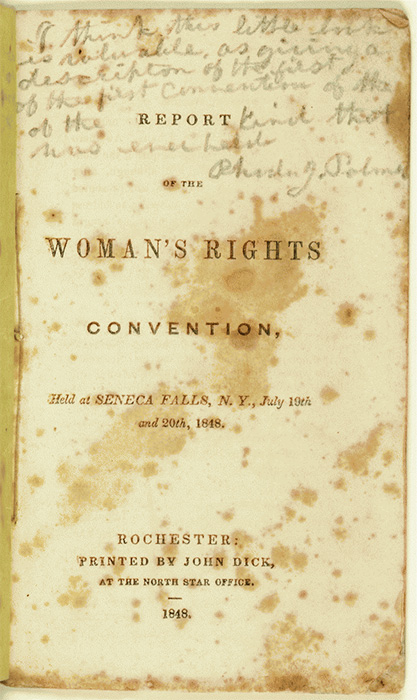 I think this little book
is valuable, as giving a
description of the first
of the first Convention of the
of the kind that
was ever held
Rhoda J. Palmer
REPORT
OF THE
WOMAN'S RIGHTS
CONVENTION,
Held at SENECA FALLS, N. Y., July 19th
and 20th, 1848.
ROCHESTER:
PRINTED BY JOHN DICK,
AT THE NORTH STAR OFFICE.
1848.